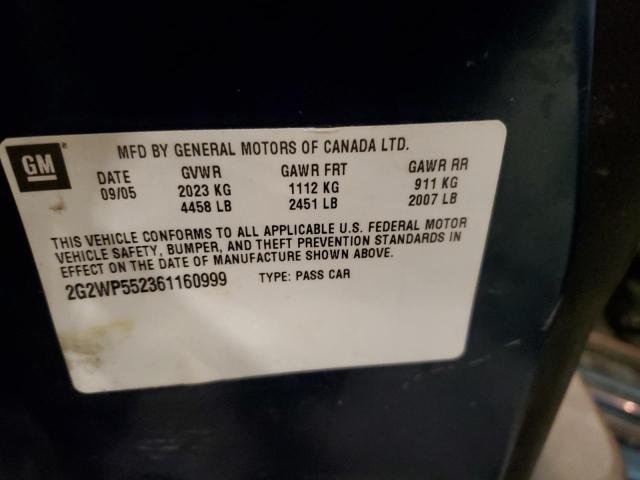 GM
MFD BY GENERAL MOTORS OF CANADA LTD.
DATE GVWR GAWR FRT GAWR RR
09/05 2023 KG 1112 KG 911 KG
4458 LB 2451 LB 2007 LB
THIS VEHICLE CONFORMS TO ALL APPLICABLE U.S. FEDERAL MOTOR
VEHICLE SAFETY, BUMPER, AND THEFT PREVENTION STANDARDS IN
EFFECT ON THE DATE OF MANUFACTURE SHOWN ABOVE.
2G2WP552361160999 TYPE: PASS CAR